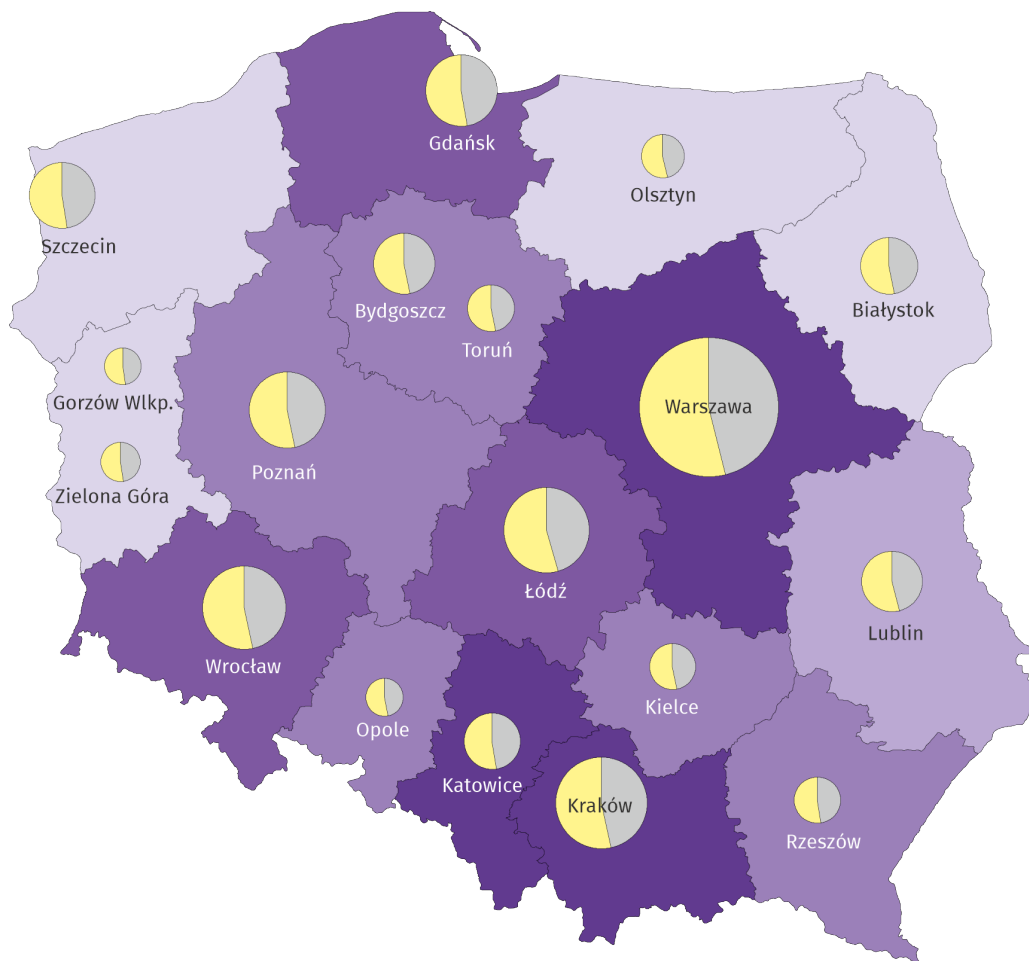 Gdańsk
Olsztyn
Szczecin
Białystok
Bydgoszcz
Toruń
Gorzów Wlkp.
Warszawa
Poznań
Zielona Góra
Łódź
Lublin
Wrocław
Kielce
Opole
Katowice
Kraków
Rzeszów